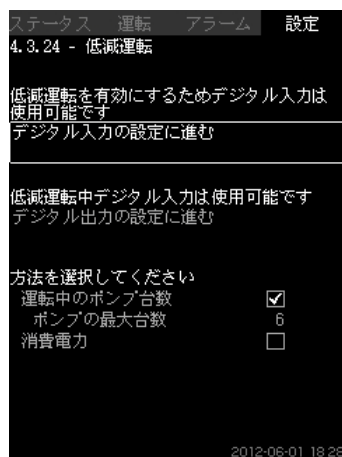 ステータス 運転 アラーム 設定
4.3.24 - 低減運転
低減運転を有効にするためデジタル入力は
使用可能です
デジタル入力の設定に進む
低減運転中デジタル入力は使用可能です
デジタル出力の設定に進む
方法を選択してください
運転中のポンプ台数
ポンプの最大台数 6
消費電力
2012-06-01 18:28